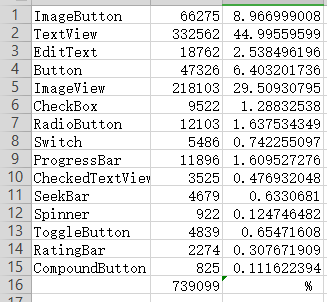 1 ImageButton 66275 8.966999008
2 TextView 332562 44.99559599
3 EditText 18762 2.538496196
4 Button 47326 6.403201736
5 ImageView 218103 29.50930795
6 CheckBox 9522 1.28832538
7 RadioButton 12103 1.637534349
8 Switch 5486 0.742255097
9 ProgressBar 11896 1.609527276
10 CheckedTextView 3525 0.476932048
11 SeekBar 4679 0.6330681
12 Spinner 922 0.124746482
13 ToggleButton 4839 0.65471608
14 RatingBar 2274 0.307671909
15 CompoundButton 825 0.111622394
16 739099 %